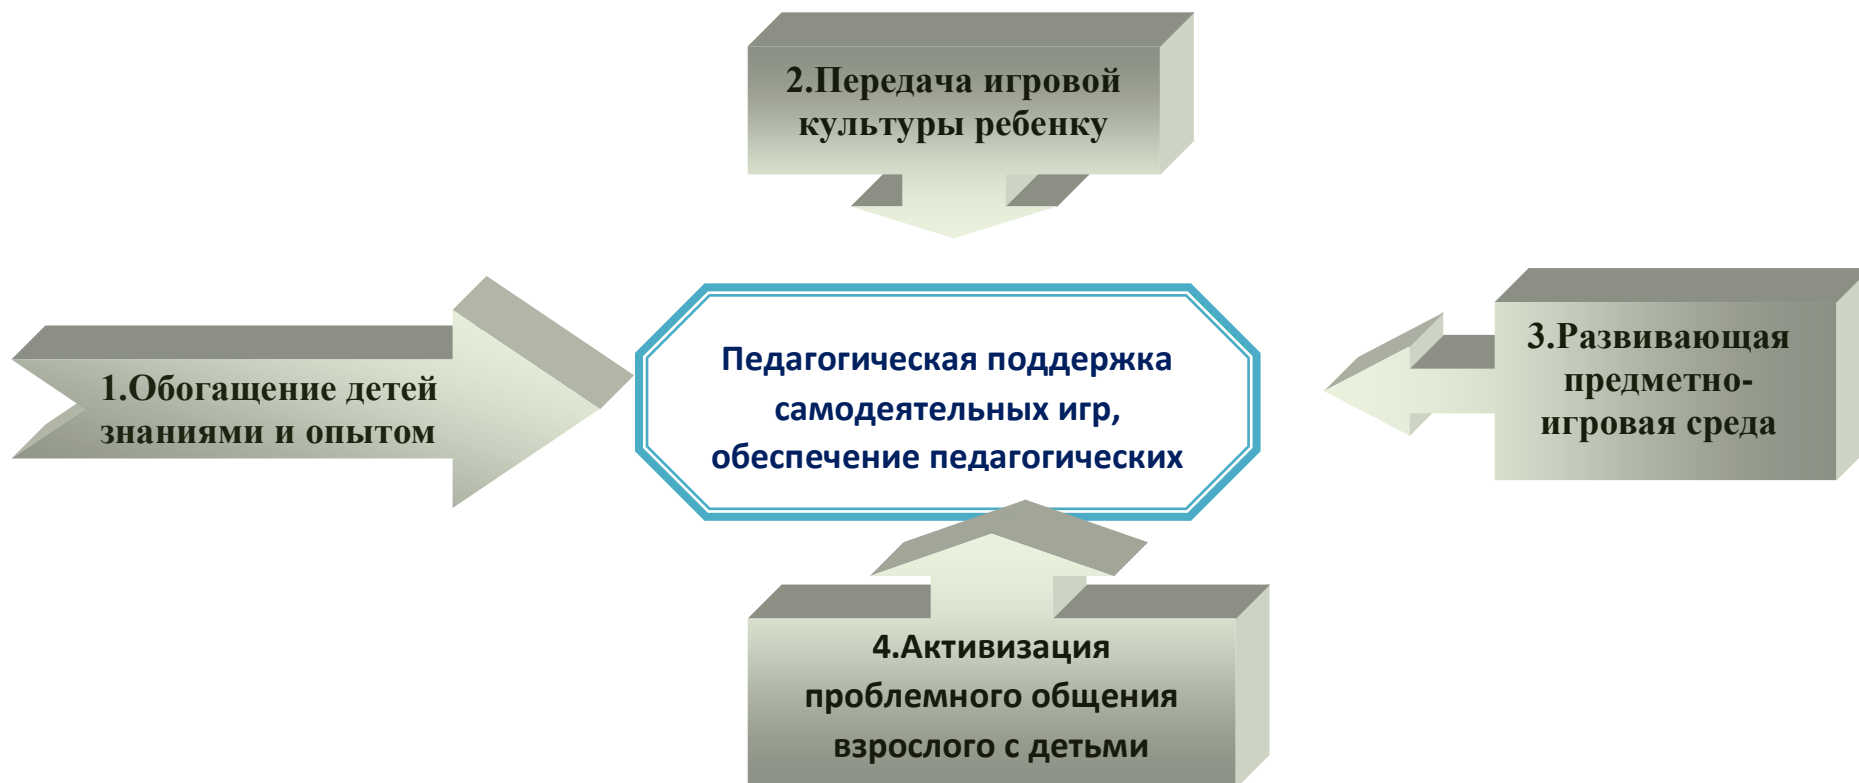 2.Передача игровой
культуры ребенку
1.Обогащение детей
знаниями и опытом
Педагогическая поддержка
самодеятельных игр,
обеспечение педагогических
3.Развивающая
предметно-
игровая среда
4.Активизация
проблемного общения
взрослого с детьми